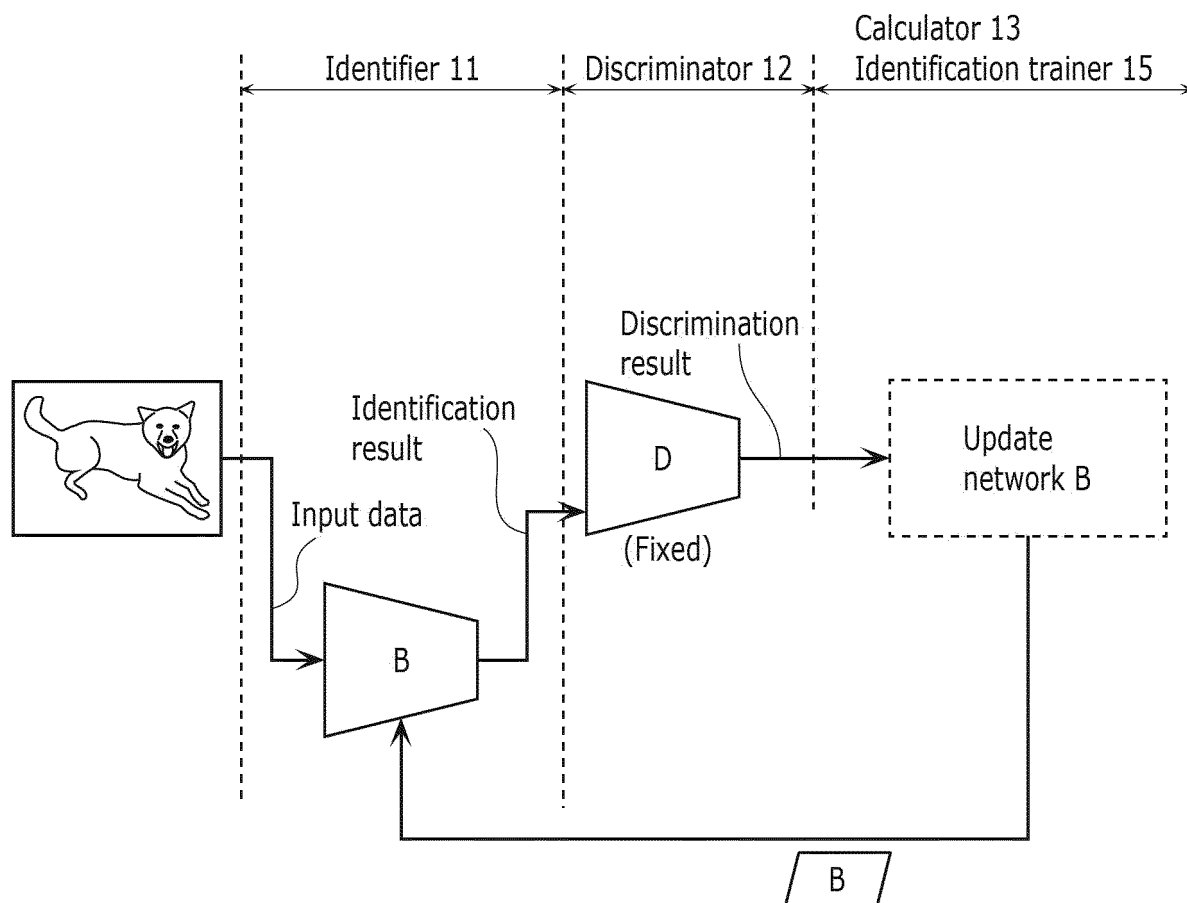 Calculator 13
Identifier 11
Discriminator 12
Identification trainer 15
Discrimination
result
Identification
result
D
Update
network B
Input data
(Fixed)
B
B